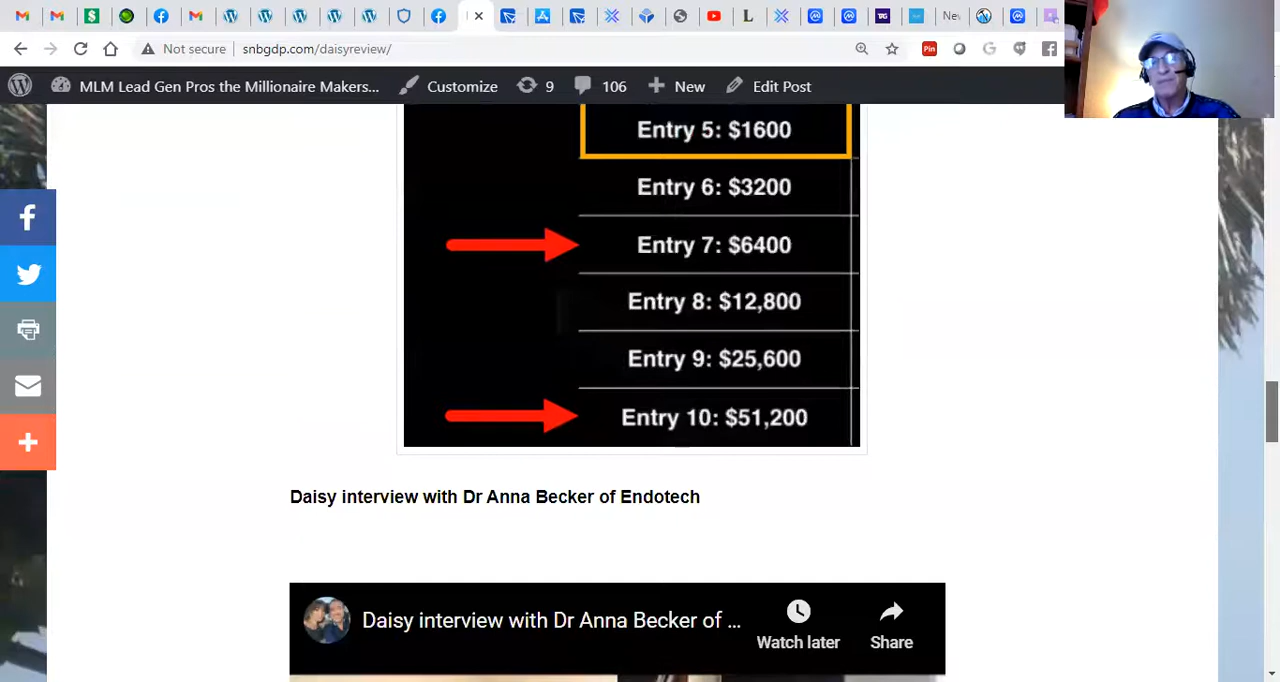 Not secure | snbgdp.com/daisyreview/
Pin
MLM Lead Gen Pros the Millionaire Makers... Customize 9 106 New Edit Post
Entry 5: $1600
Entry 6: $3200
Entry 7: $6400
Entry 8: $12,800
Entry 9: $25,600
Entry 10: $51,200
Daisy interview with Dr Anna Becker of Endotech
Daisy interview with Dr Anna Becker of ...
Watch later
Share